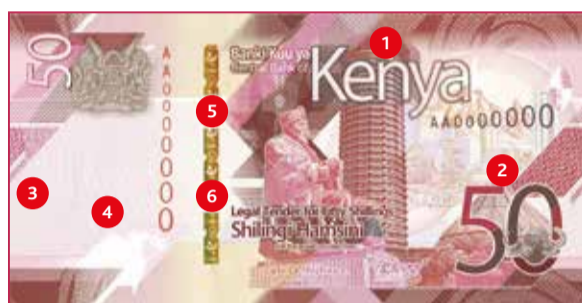 50
1
Banki Kuu ya
Central Bank of
Kenya
AA0000000
AA0000000
5
2
3
4
6
Legal Tender for Fifty Shillings
Shilingi Hamsini
50